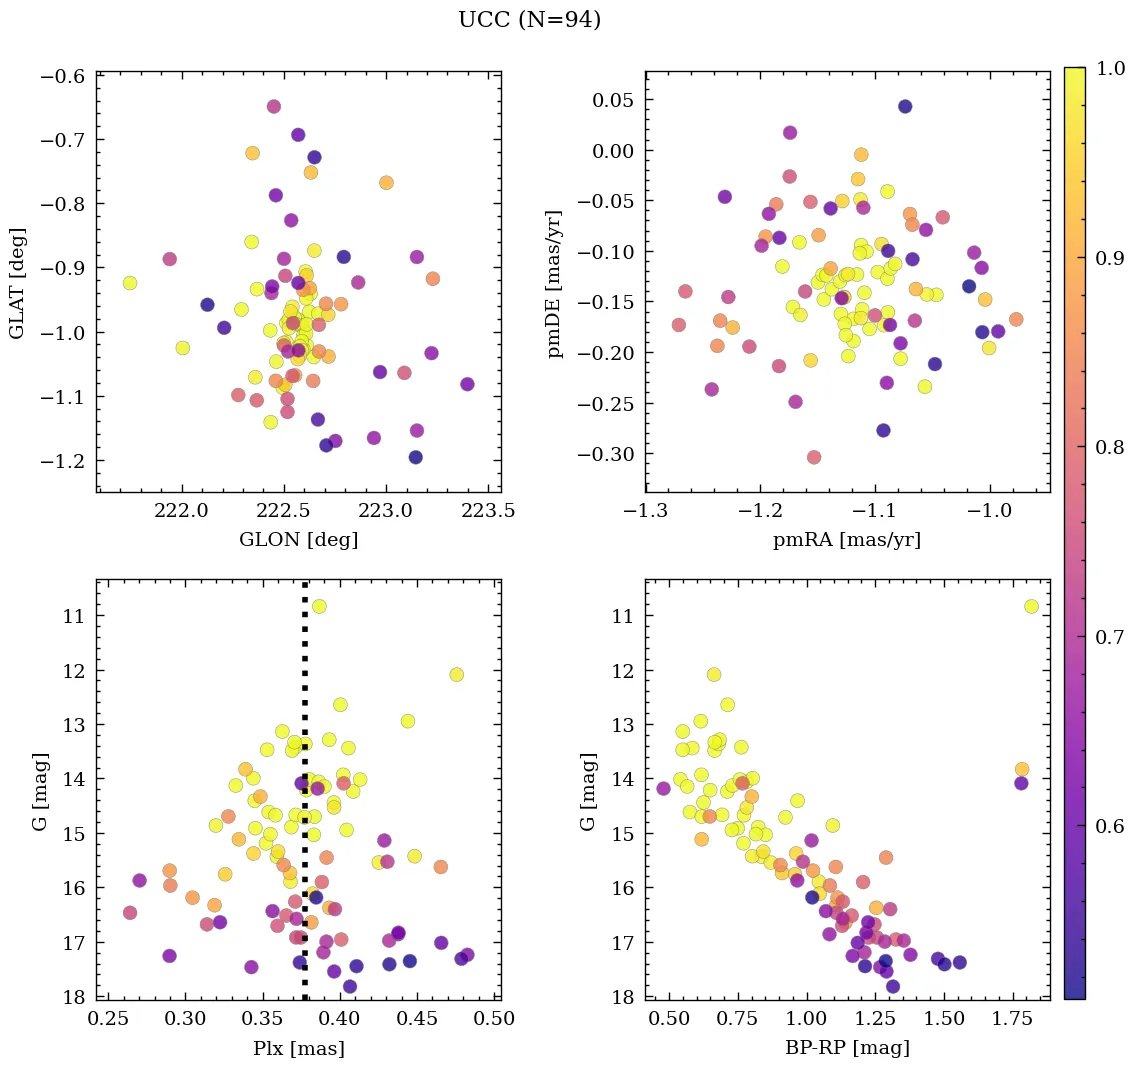 UCC (N=94)
−0.6
−0.7
−0.8
−0.9
−1.0
−1.1
−1.2
GLAT [deg]
222.0 222.5 223.0 223.5
GLON [deg]
0.05
0.00
−0.05
−0.10
−0.15
−0.20
−0.25
−0.30
pmDE [mas/yr]
−1.3 −1.2 −1.1 −1.0
pmRA [mas/yr]
1.0
0.9
0.8
0.7
0.6
11
12
13
14
15
16
17
18
G [mag]
0.25 0.30 0.35 0.40 0.45 0.50
Plx [mas]
11
12
13
14
15
16
17
18
G [mag]
0.50 0.75 1.00 1.25 1.50 1.75
BP-RP [mag]